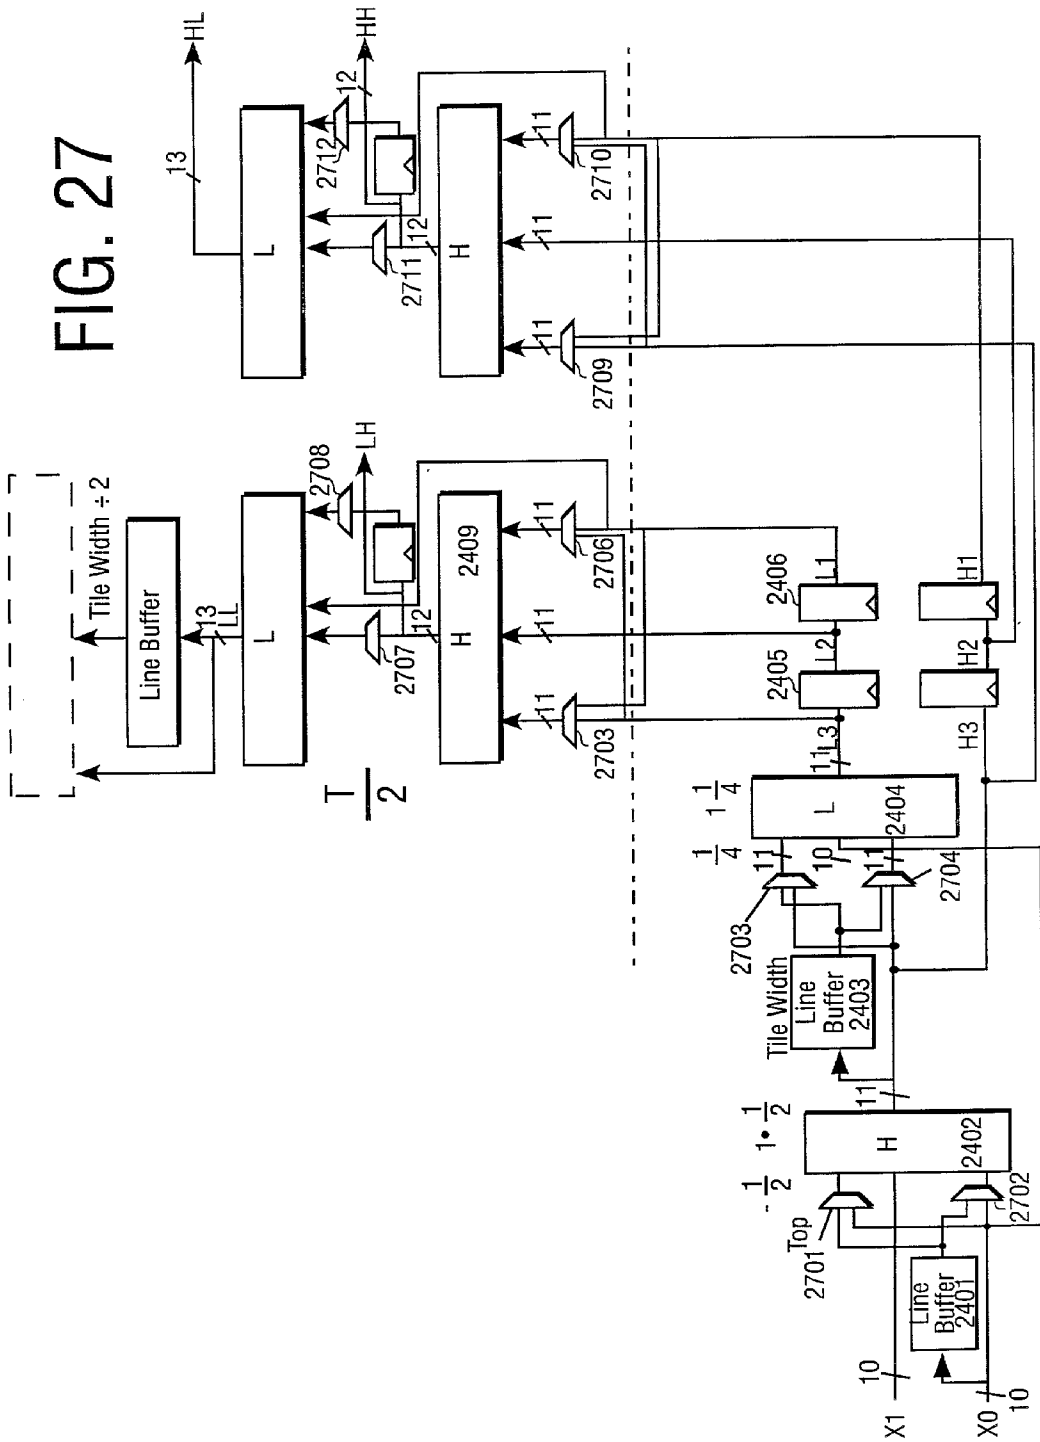 FIG. 27
HL
13
HH
12
L
2712
2711
12
H
11
11
11
2710
2709
Tile Width ÷ 2
Line Buffer
13
LL
L
2708
LH
2707
12
H
2409
11
11
11
2706
2703
T
2
L1
2406
L2
2405
L3
11
H1
H2
H3
1 1/4
L
2404
1/4
11
10
11
2704
2703
Tile Width
Line
Buffer
2403
11
1 • 1/2
H
2402
- 1/2
2702
Top
2701
Line
Buffer
2401
10
X1
10
X0